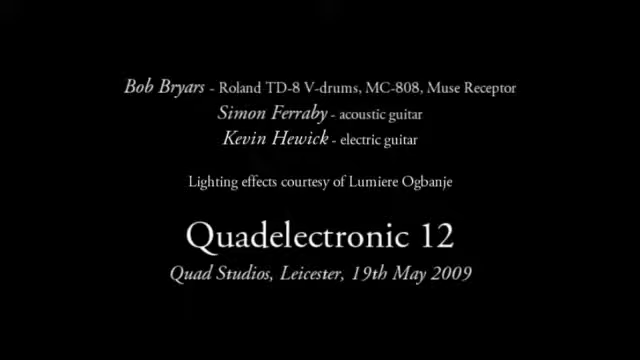 Bob Bryars - Roland TD-8 V-drums, MC-808, Muse Receptor
Simon Ferraby - acoustic guitar
Kevin Hewick - electric guitar
Lighting effects courtesy of Lumiere Ogbanje
Quadelectronic 12
Quad Studios, Leicester, 19th May 2009